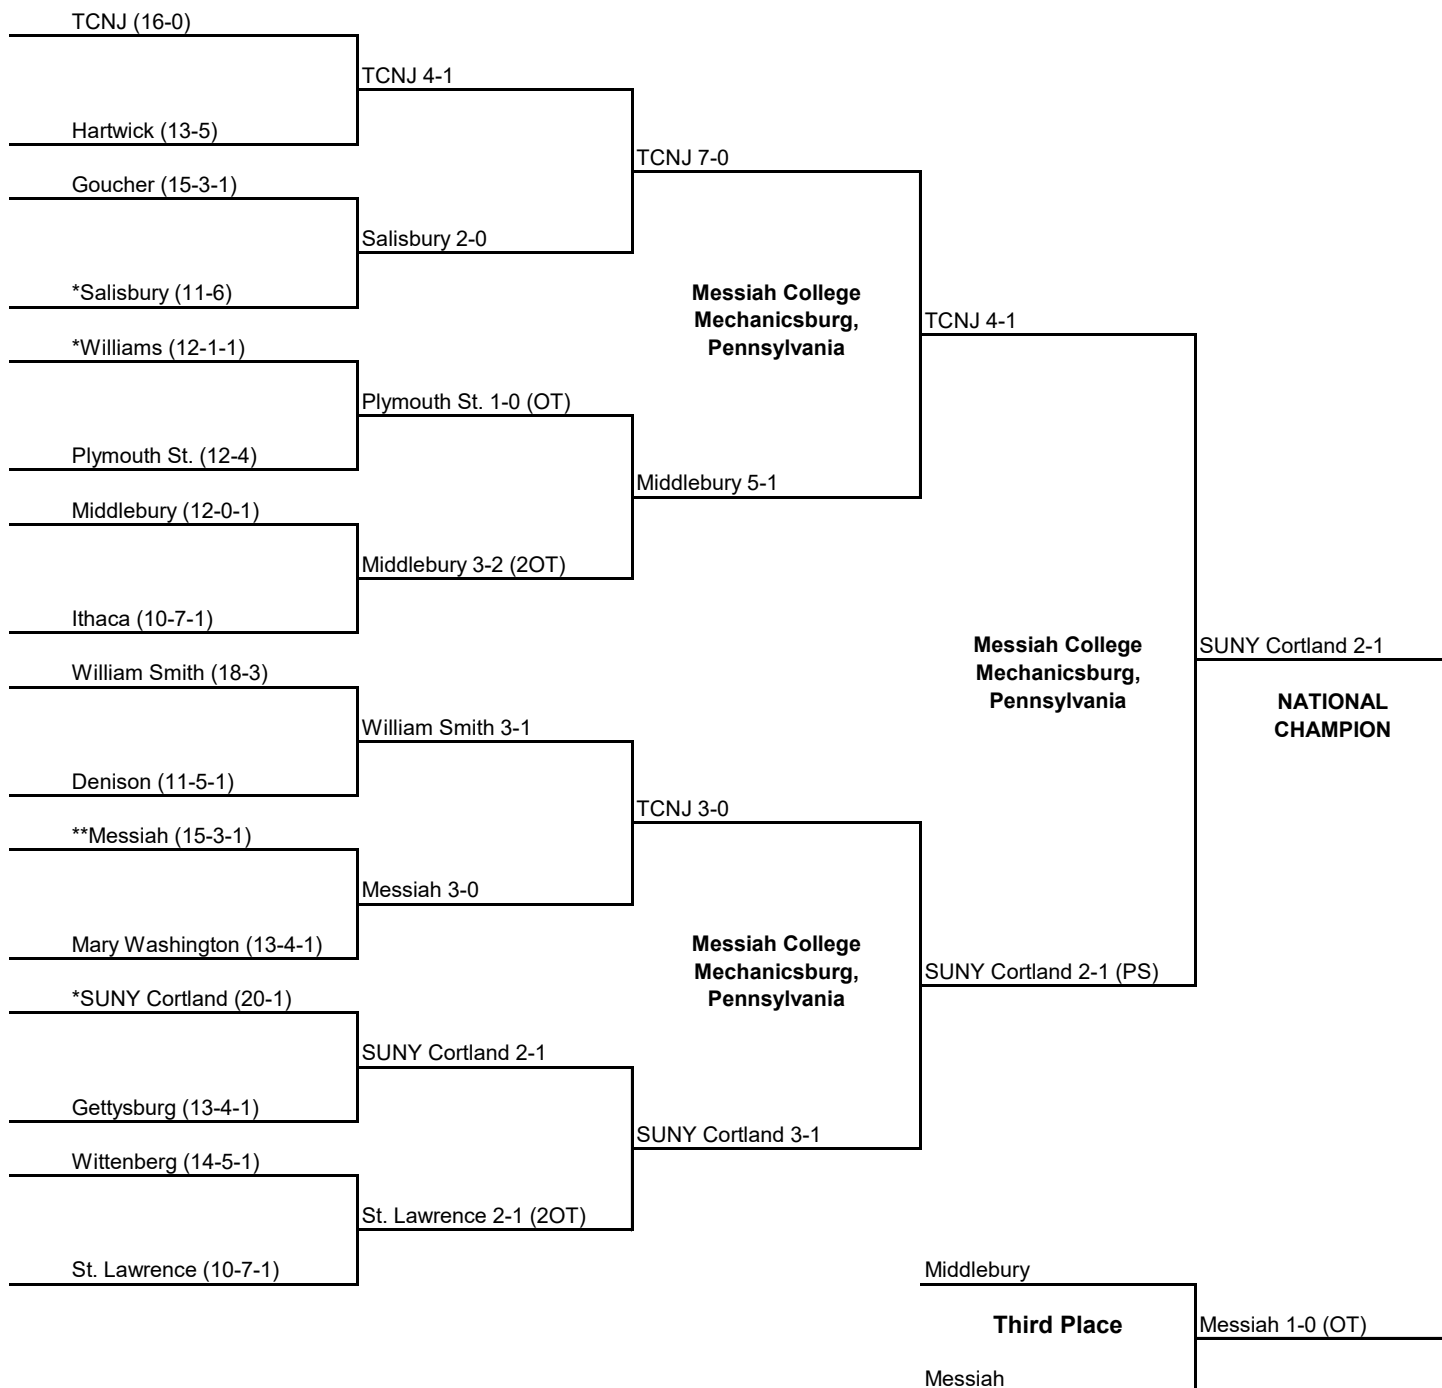 TCNJ (16-0)
TCNJ 4-1
Hartwick (13-5)
TCNJ 7-0
Goucher (15-3-1)
Salisbury 2-0
*Salisbury (11-6)
Messiah College
Mechanicsburg,
Pennsylvania
TCNJ 4-1
*Williams (12-1-1)
Plymouth St. 1-0 (OT)
Plymouth St. (12-4)
Middlebury 5-1
Middlebury (12-0-1)
Middlebury 3-2 (2OT)
Ithaca (10-7-1)
Messiah College
Mechanicsburg,
Pennsylvania
SUNY Cortland 2-1
NATIONAL
CHAMPION
William Smith (18-3)
William Smith 3-1
Denison (11-5-1)
TCNJ 3-0
**Messiah (15-3-1)
Messiah 3-0
Mary Washington (13-4-1)
Messiah College
Mechanicsburg,
Pennsylvania
SUNY Cortland 2-1 (PS)
*SUNY Cortland (20-1)
SUNY Cortland 2-1
Gettysburg (13-4-1)
SUNY Cortland 3-1
Wittenberg (14-5-1)
St. Lawrence 2-1 (2OT)
St. Lawrence (10-7-1)
Middlebury
Third Place
Messiah 1-0 (OT)
Messiah